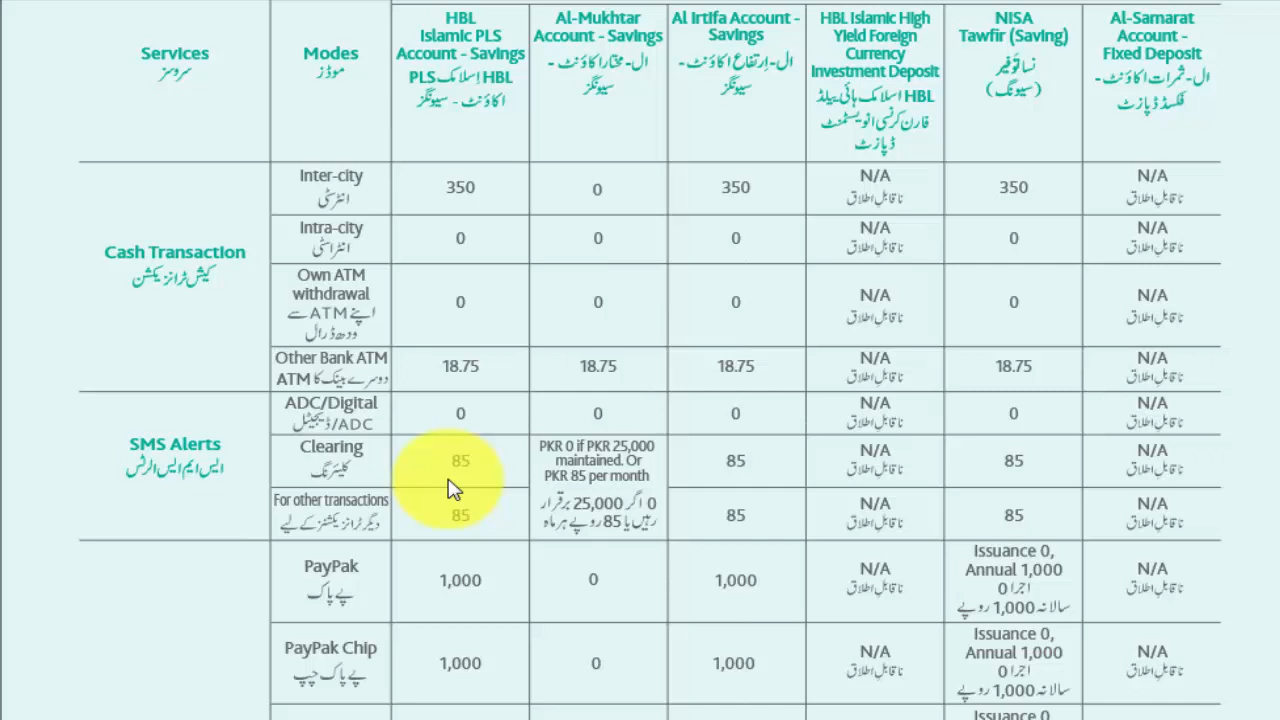 Services
سروسز
Modes
موڈز
HBL
Islamic PLS
Account - Savings
HBL اِسلامک PLS
اکاؤنٹ - سیونگز
Al-Mukhtar
Account - Savings
ال-مختار اکاؤنٹ -
سیونگز
Al Irtifa Account -
Savings
ال-اِرتفاع اکاؤنٹ -
سیونگز
HBL Islamic High
Yield Foreign
Currency
Investment Deposit
HBL اسلامک ہائی ییلڈ
فارن کرنسی انویسٹمنٹ
ڈپازٹ
NISA
Tawfir (Saving)
نساتوَفیر
(سیونگ)
Al-Samarat
Account -
Fixed Deposit
ال-ثمرات اکاؤنٹ -
فکسڈ ڈپازٹ
Cash Transaction
کیش ٹرانزیکشن
Inter-city
انٹرسٹی
350
0
350
N/A
ناقابلِ اطلاق
350
N/A
ناقابلِ اطلاق
Intra-city
انٹراسٹی
0
0
0
N/A
ناقابلِ اطلاق
0
N/A
ناقابلِ اطلاق
Own ATM
withdrawal
اپنے ATM سے
ودھ ڈرال
0
0
0
N/A
ناقابلِ اطلاق
0
N/A
ناقابلِ اطلاق
Other Bank ATM
دوسرے بینک کا ATM
18.75
18.75
18.75
N/A
ناقابلِ اطلاق
18.75
N/A
ناقابلِ اطلاق
SMS Alerts
ایس ایم ایس الرٹس
ADC/Digital
ADC/ڈیجیٹل
0
0
0
N/A
ناقابلِ اطلاق
0
N/A
ناقابلِ اطلاق
Clearing
کلیئرنگ
85
PKR 0 if PKR 25,000
maintained. Or
PKR 85 per month
0 اگر 25,000 برقرار
رہیں یا 85 روپے ہر ماہ
85
N/A
ناقابلِ اطلاق
85
N/A
ناقابلِ اطلاق
For other transactions
دیگر ٹرانزیکشنز کے لیے
85
85
N/A
ناقابلِ اطلاق
85
N/A
ناقابلِ اطلاق
PayPak
پے پاک
1,000
0
1,000
N/A
ناقابلِ اطلاق
Issuance 0,
Annual 1,000
اجرا 0
سالانہ 1,000 روپے
N/A
ناقابلِ اطلاق
PayPak Chip
پے پاک چپ
1,000
0
1,000
N/A
ناقابلِ اطلاق
Issuance 0,
Annual 1,000
اجرا 0
سالانہ 1,000 روپے
N/A
ناقابلِ اطلاق
Issuance 0